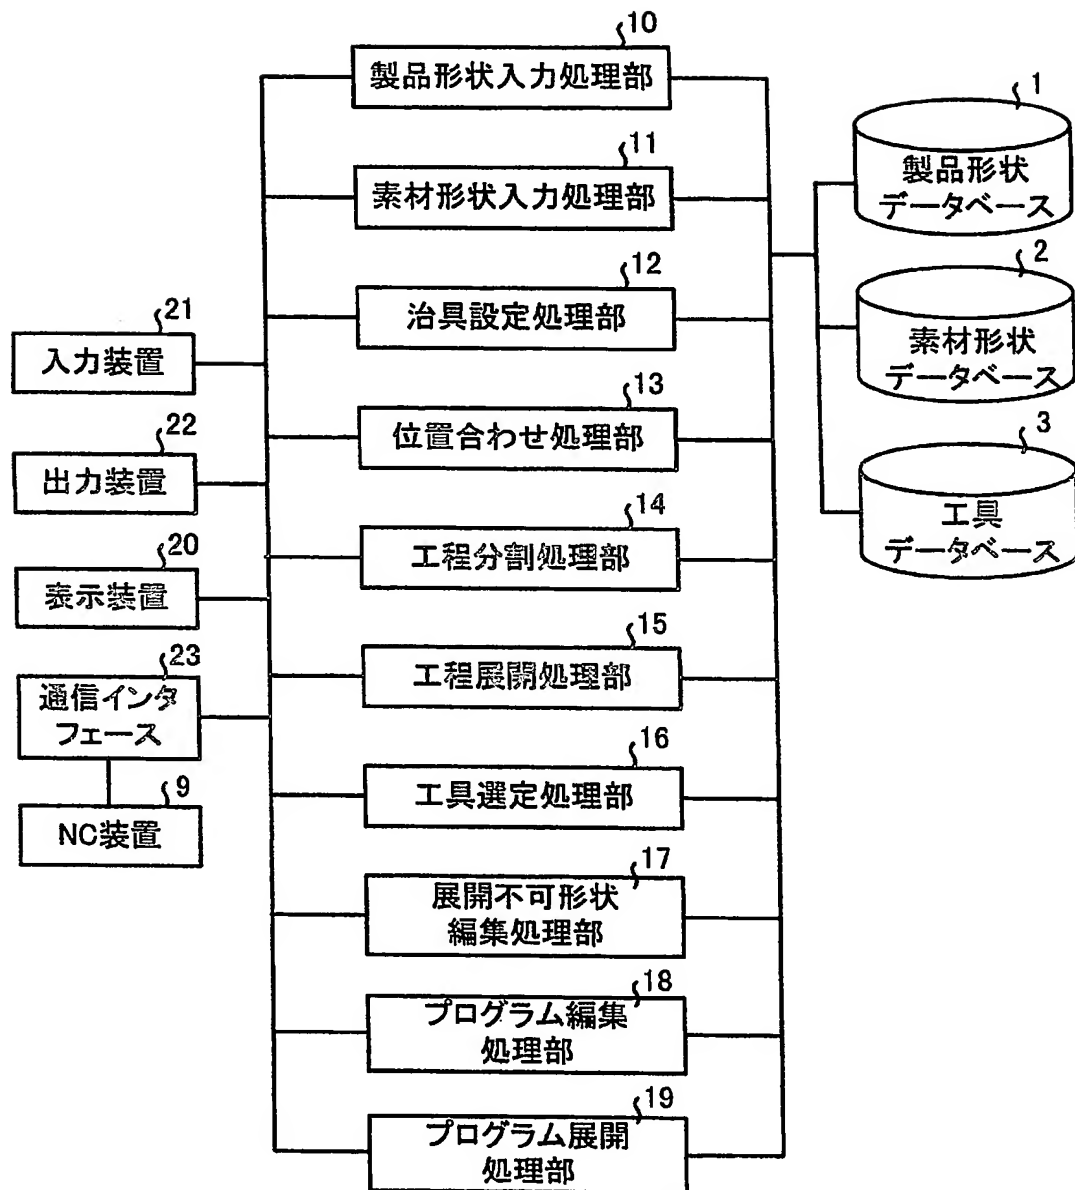 10
製品形状入力処理部
11
素材形状入力処理部
12
治具設定処理部
13
位置合わせ処理部
14
工程分割処理部
15
工程展開処理部
16
工具選定処理部
17
展開不可形状
編集処理部
18
プログラム編集
処理部
19
プログラム展開
処理部
21
入力装置
22
出力装置
20
表示装置
23
通信インタ
フェース
9
NC装置
1
製品形状
データベース
2
素材形状
データベース
3
工具
データベース